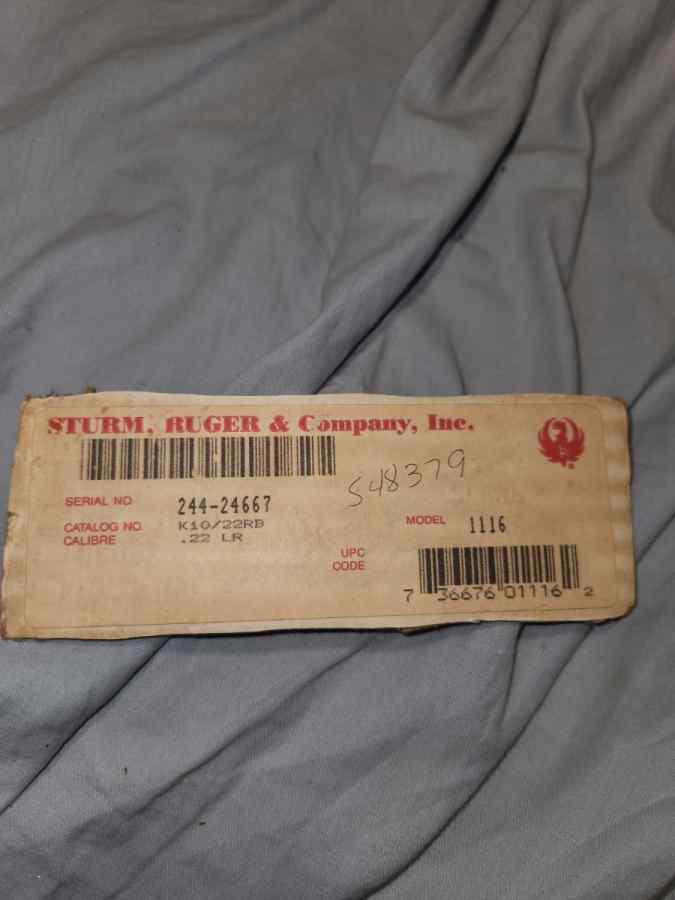 STURM, RUGER & Company, Inc.
548379
SERIAL NO. 244-24667
CATALOG NO. K10/22RB
MODEL 1116
CALIBRE .22 LR
UPC
CODE
7 36676 01116 2